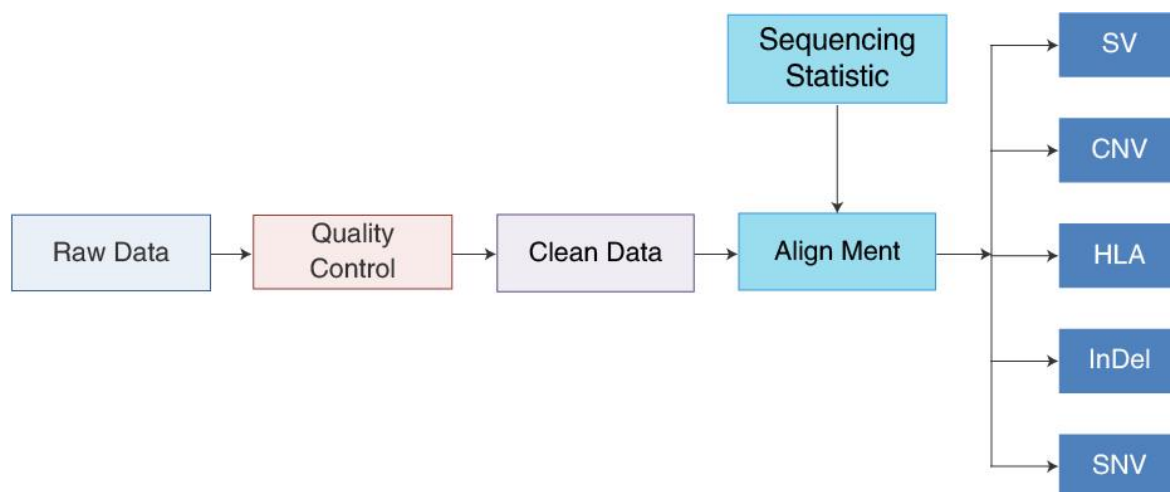 Sequencing
Statistic
SV
CNV
Raw Data
Quality
Control
Clean Data
Align Ment
HLA
InDel
SNV